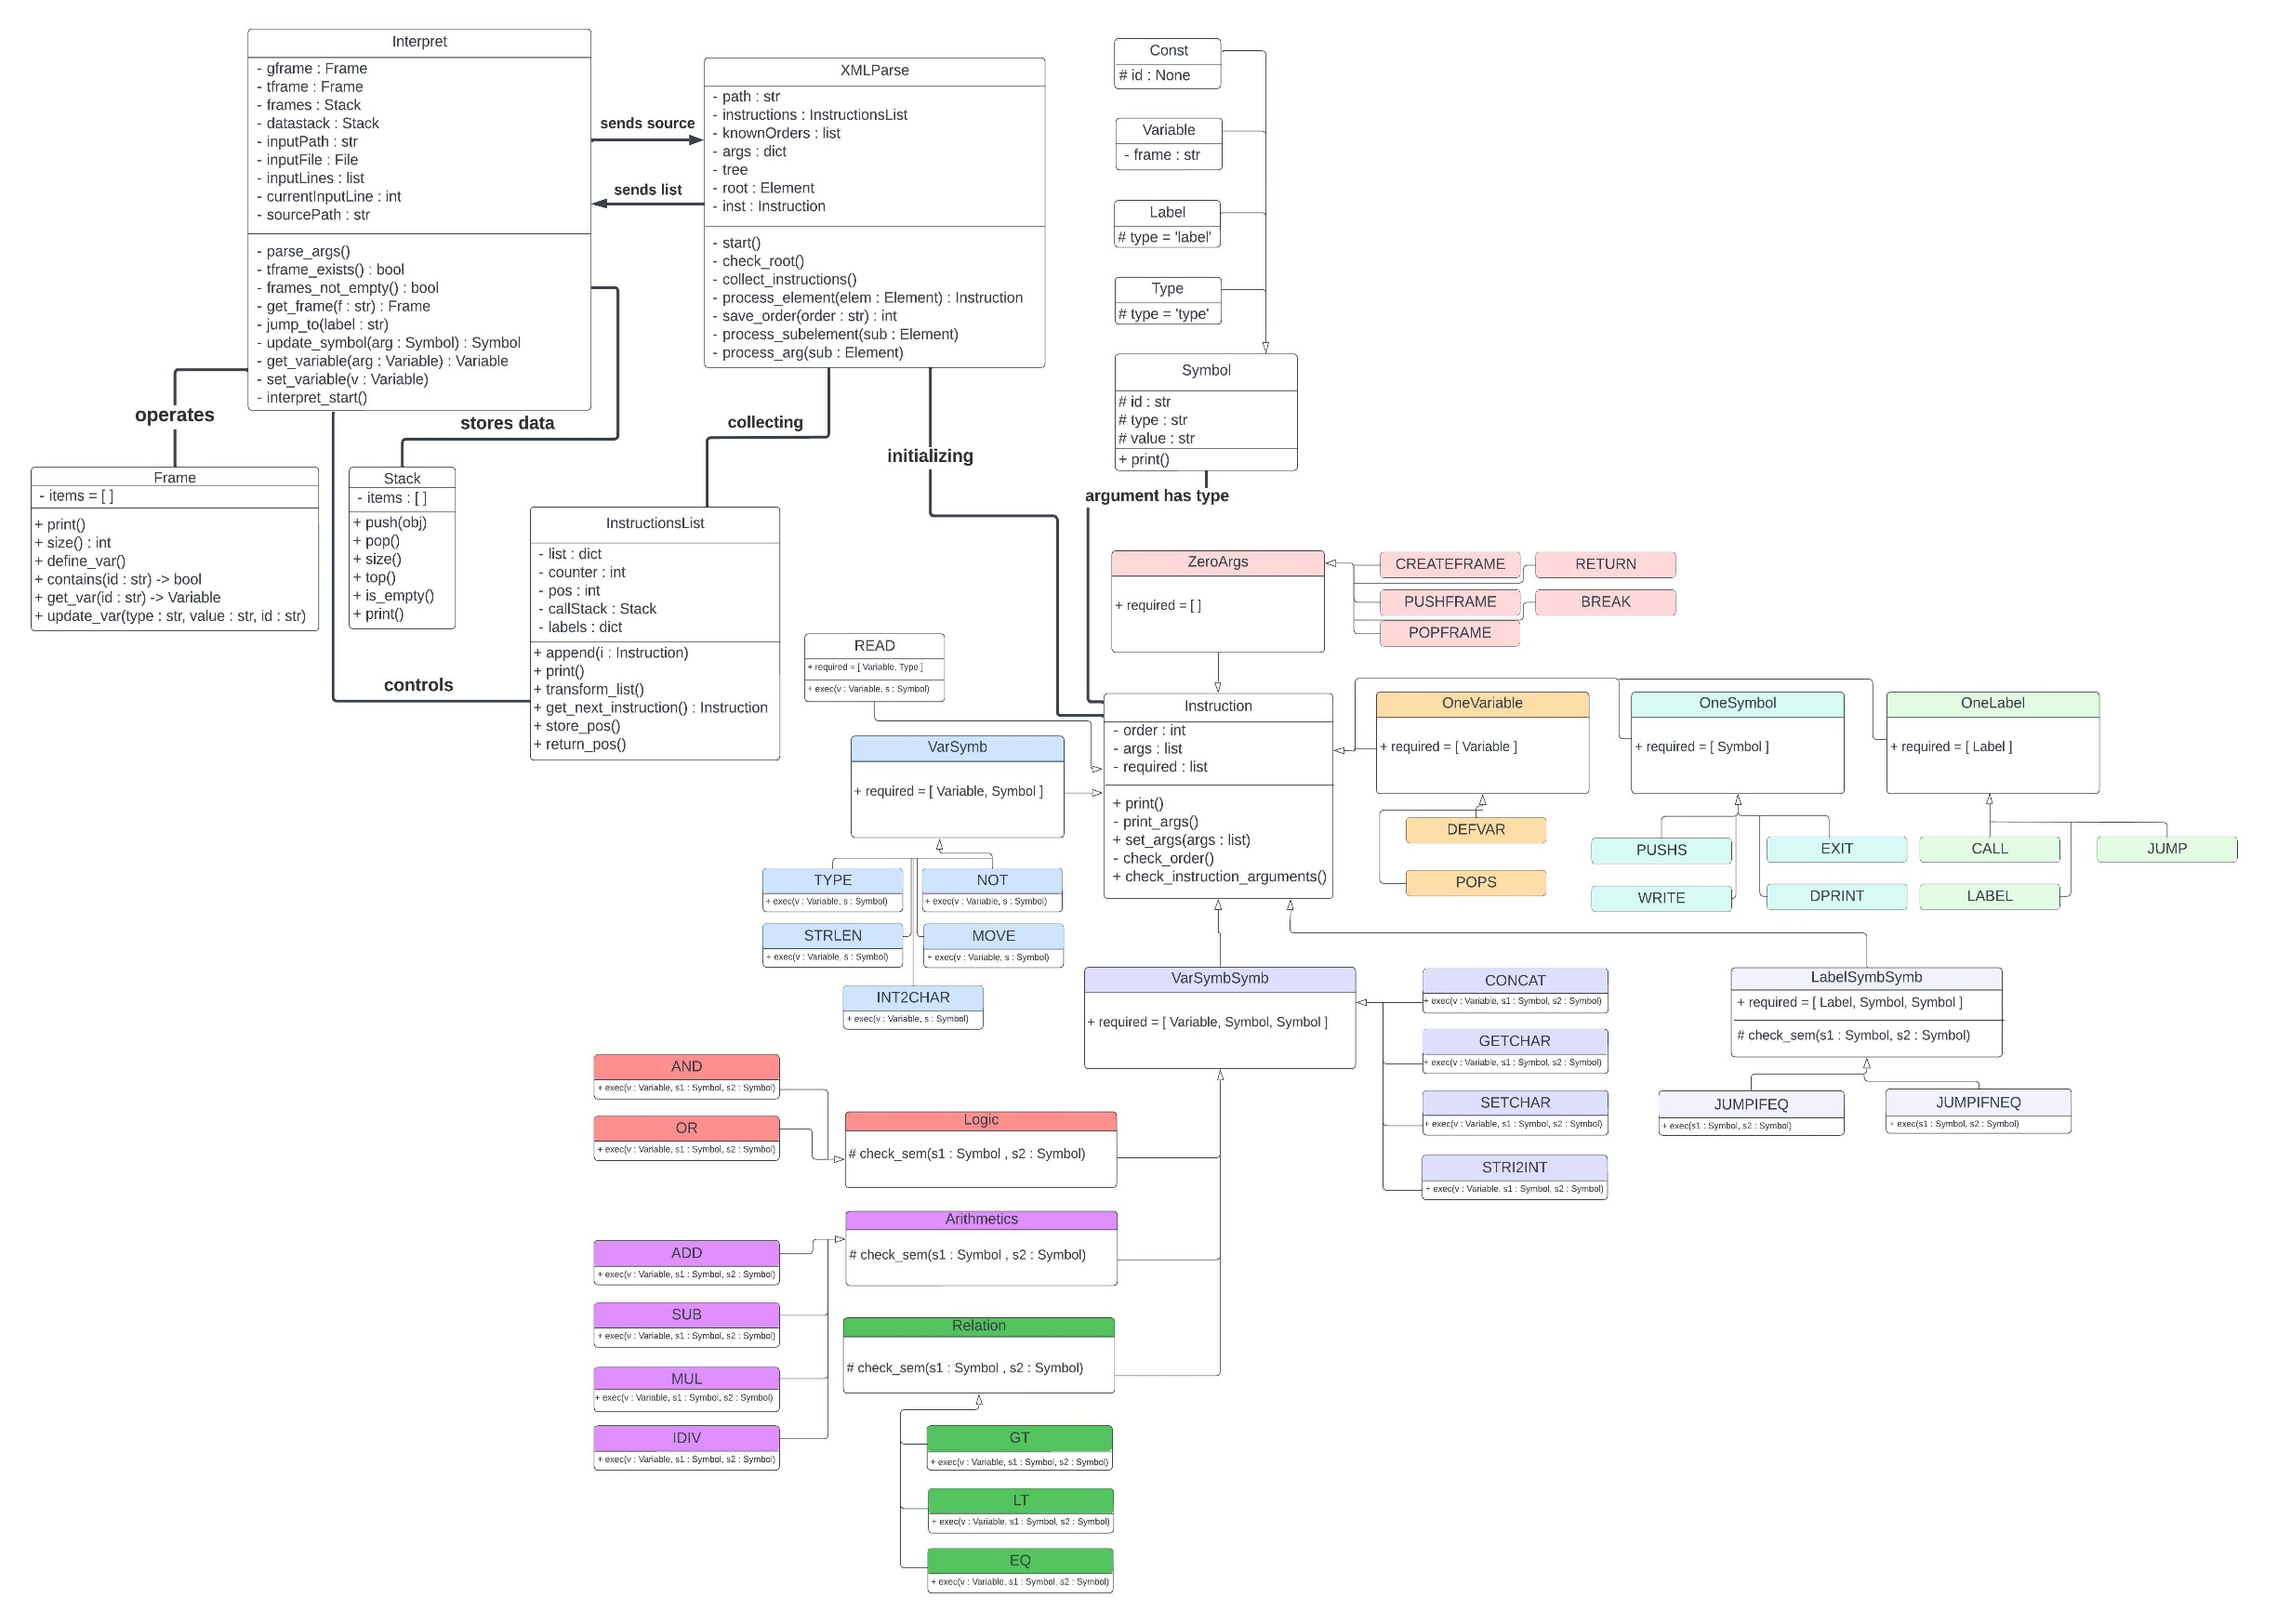 Interpret
- gframe : Frame
- tframe : Frame
- frames : Stack
- datastack : Stack
- inputPath : str
- inputFile : File
- inputLines : list
- currentInputLine : int
- sourcePath : str
- parse_args()
- tframe_exists() : bool
- frames_not_empty() : bool
- get_frame(f : str) : Frame
- jump_to(label : str)
- update_symbol(arg : Symbol) : Symbol
- get_variable(arg : Variable) : Variable
- set_variable(v : Variable)
- interpret_start()
sends source
sends list
XMLParse
- path : str
- instructions : InstructionsList
- knownOrders : list
- args : dict
- tree
- root : Element
- inst : Instruction
- start()
- check_root()
- collect_instructions()
- process_element(elem : Element) : Instruction
- save_order(order : str) : int
- process_subelement(sub : Element)
- process_arg(sub : Element)
Const
# id : None
Variable
- frame : str
Label
# type = 'label'
Type
# type = 'type'
Symbol
# id : str
# type : str
# value : str
+ print()
operates
stores data
collecting
initializing
argument has type
controls
Frame
- items = [ ]
+ print()
+ size() : int
+ define_var()
+ contains(id : str) -> bool
+ get_var(id : str) -> Variable
+ update_var(type : str, value : str, id : str)
Stack
- items : [ ]
+ push(obj)
+ pop()
+ size()
+ top()
+ is_empty()
+ print()
InstructionsList
- list : dict
- counter : int
- pos : int
- callStack : Stack
- labels : dict
+ append(i : Instruction)
+ print()
+ transform_list()
+ get_next_instruction() : Instruction
+ store_pos()
+ return_pos()
ZeroArgs
+ required = [ ]
CREATEFRAME
RETURN
PUSHFRAME
BREAK
POPFRAME
READ
+ required = [ Variable, Type ]
+ exec(v : Variable, s : Symbol)
Instruction
- order : int
- args : list
- required : list
+ print()
- print_args()
+ set_args(args : list)
- check_order()
+ check_instruction_arguments()
OneVariable
+ required = [ Variable ]
DEFVAR
POPS
OneSymbol
+ required = [ Symbol ]
PUSHS
EXIT
WRITE
DPRINT
OneLabel
+ required = [ Label ]
CALL
JUMP
LABEL
VarSymb
+ required = [ Variable, Symbol ]
TYPE
+ exec(v : Variable, s : Symbol)
NOT
+ exec(v : Variable, s : Symbol)
STRLEN
+ exec(v : Variable, s : Symbol)
MOVE
+ exec(v : Variable, s : Symbol)
INT2CHAR
+ exec(v : Variable, s : Symbol)
VarSymbSymb
+ required = [ Variable, Symbol, Symbol ]
CONCAT
+ exec(v : Variable, s1 : Symbol, s2 : Symbol)
GETCHAR
+ exec(v : Variable, s1 : Symbol, s2 : Symbol)
SETCHAR
+ exec(v : Variable, s1 : Symbol, s2 : Symbol)
STRI2INT
+ exec(v : Variable, s1 : Symbol, s2 : Symbol)
LabelSymbSymb
+ required = [ Label, Symbol, Symbol ]
# check_sem(s1 : Symbol, s2 : Symbol)
JUMPIFEQ
+ exec(s1 : Symbol, s2 : Symbol)
JUMPIFNEQ
+ exec(s1 : Symbol, s2 : Symbol)
AND
+ exec(v : Variable, s1 : Symbol, s2 : Symbol)
OR
+ exec(v : Variable, s1 : Symbol, s2 : Symbol)
Logic
# check_sem(s1 : Symbol , s2 : Symbol)
Arithmetics
# check_sem(s1 : Symbol , s2 : Symbol)
ADD
+ exec(v : Variable, s1 : Symbol, s2 : Symbol)
SUB
+ exec(v : Variable, s1 : Symbol, s2 : Symbol)
MUL
+ exec(v : Variable, s1 : Symbol, s2 : Symbol)
IDIV
+ exec(v : Variable, s1 : Symbol, s2 : Symbol)
Relation
# check_sem(s1 : Symbol , s2 : Symbol)
GT
+ exec(v : Variable, s1 : Symbol, s2 : Symbol)
LT
+ exec(v : Variable, s1 : Symbol, s2 : Symbol)
EQ
+ exec(v : Variable, s1 : Symbol, s2 : Symbol)